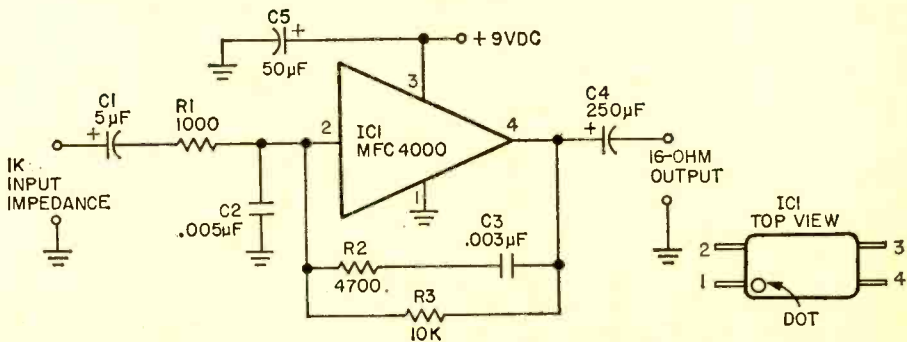 C5
+
50µF
+9VDC
3
C1
5µF
+
R1
1000
2
IC1
MFC4000
4
C4
250µF
+
1K
INPUT
IMPEDANCE
C2
.005µF
1
C3
.003µF
R2
4700
R3
10K
16-OHM
OUTPUT
IC1
TOP VIEW
2
3
1
4
DOT